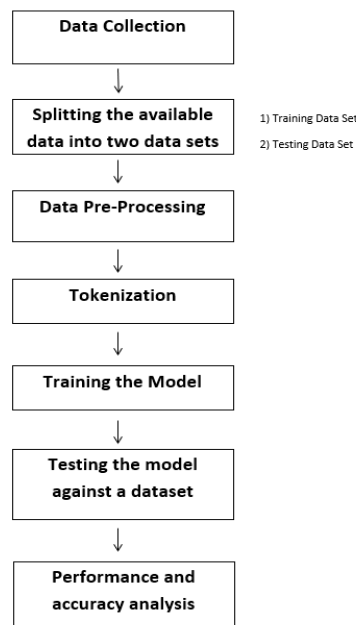 Data Collection
Splitting the available
data into two data sets
1) Training Data Set
2) Testing Data Set
Data Pre-Processing
Tokenization
Training the Model
Testing the model
against a dataset
Performance and
accuracy analysis